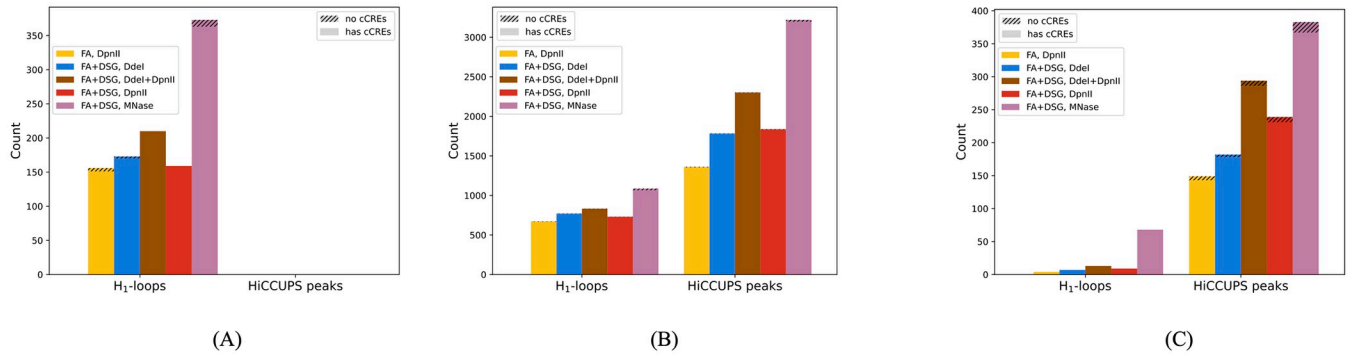 no cCREs
has cCREs
FA, DpnII
FA+DSG, DdeI
FA+DSG, DdeI+DpnII
FA+DSG, DpnII
FA+DSG, MNase
Count
350
300
250
200
150
100
50
0
H₁-loops HiCCUPS peaks
(A)
no cCREs
has cCREs
FA, DpnII
FA+DSG, DdeI
FA+DSG, DdeI+DpnII
FA+DSG, DpnII
FA+DSG, MNase
Count
3000
2500
2000
1500
1000
500
0
H₁-loops HiCCUPS peaks
(B)
no cCREs
has cCREs
FA, DpnII
FA+DSG, DdeI
FA+DSG, DdeI+DpnII
FA+DSG, DpnII
FA+DSG, MNase
Count
400
350
300
250
200
150
100
50
0
H₁-loops HiCCUPS peaks
(C)